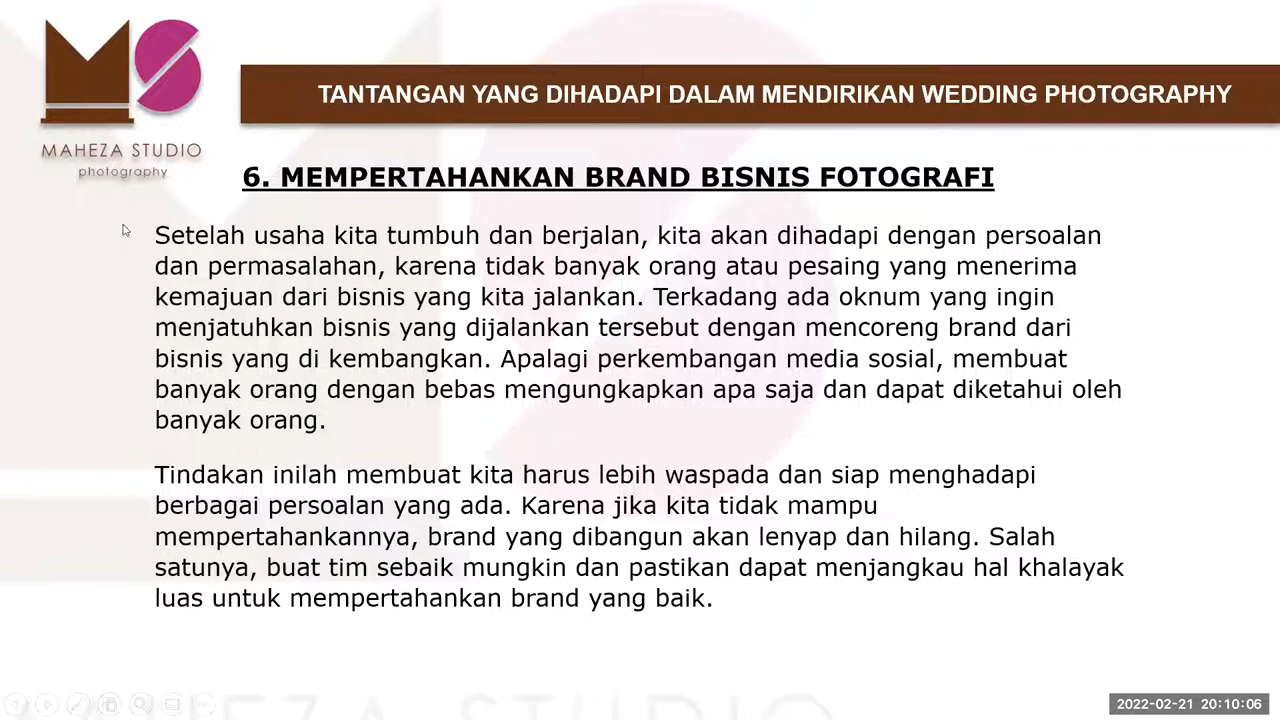 MAHEZA STUDIO
photography
TANTANGAN YANG DIHADAPI DALAM MENDIRIKAN WEDDING PHOTOGRAPHY
6. MEMPERTAHANKAN BRAND BISNIS FOTOGRAFI
Setelah usaha kita tumbuh dan berjalan, kita akan dihadapi dengan persoalan
dan permasalahan, karena tidak banyak orang atau pesaing yang menerima
kemajuan dari bisnis yang kita jalankan. Terkadang ada oknum yang ingin
menjatuhkan bisnis yang dijalankan tersebut dengan mencoreng brand dari
bisnis yang di kembangkan. Apalagi perkembangan media sosial, membuat
banyak orang dengan bebas mengungkapkan apa saja dan dapat diketahui oleh
banyak orang.
Tindakan inilah membuat kita harus lebih waspada dan siap menghadapi
berbagai persoalan yang ada. Karena jika kita tidak mampu
mempertahankannya, brand yang dibangun akan lenyap dan hilang. Salah
satunya, buat tim sebaik mungkin dan pastikan dapat menjangkau hal khalayak
luas untuk mempertahankan brand yang baik.
2022-02-21 20:10:06